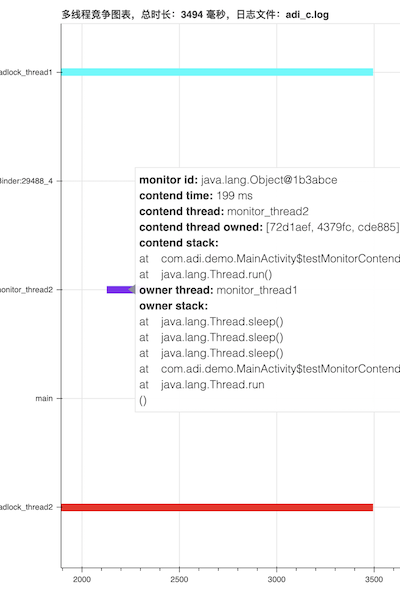 多线程竞争图表，总时长：3494 毫秒，日志文件：adi_c.log
adlock_thread1
inder:29488_4
monitor id: java.lang.Object@1b3abce
contend time: 199 ms
contend thread: monitor_thread2
contend thread owned: [72d1aef, 4379fc, cde885]
contend stack:
at com.adi.demo.MainActivity$testMonitorContend
at java.lang.Thread.run()
onitor_thread2
owner thread: monitor_thread1
owner stack:
at java.lang.Thread.sleep()
at java.lang.Thread.sleep()
at java.lang.Thread.sleep()
at com.adi.demo.MainActivity$testMonitorContend
at java.lang.Thread.run
()
main
adlock_thread2
2000 2500 3000 3500